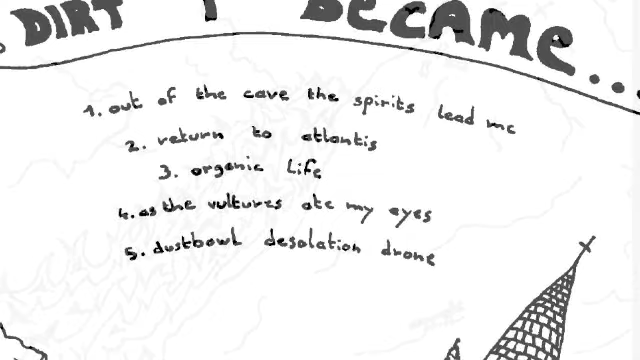 DIRT I BECAME...
1. out of the cave the spirits lead me
2. return to atlantis
3. organic Life
4. as the vultures ate my eyes
5. dustbowl desolation drone